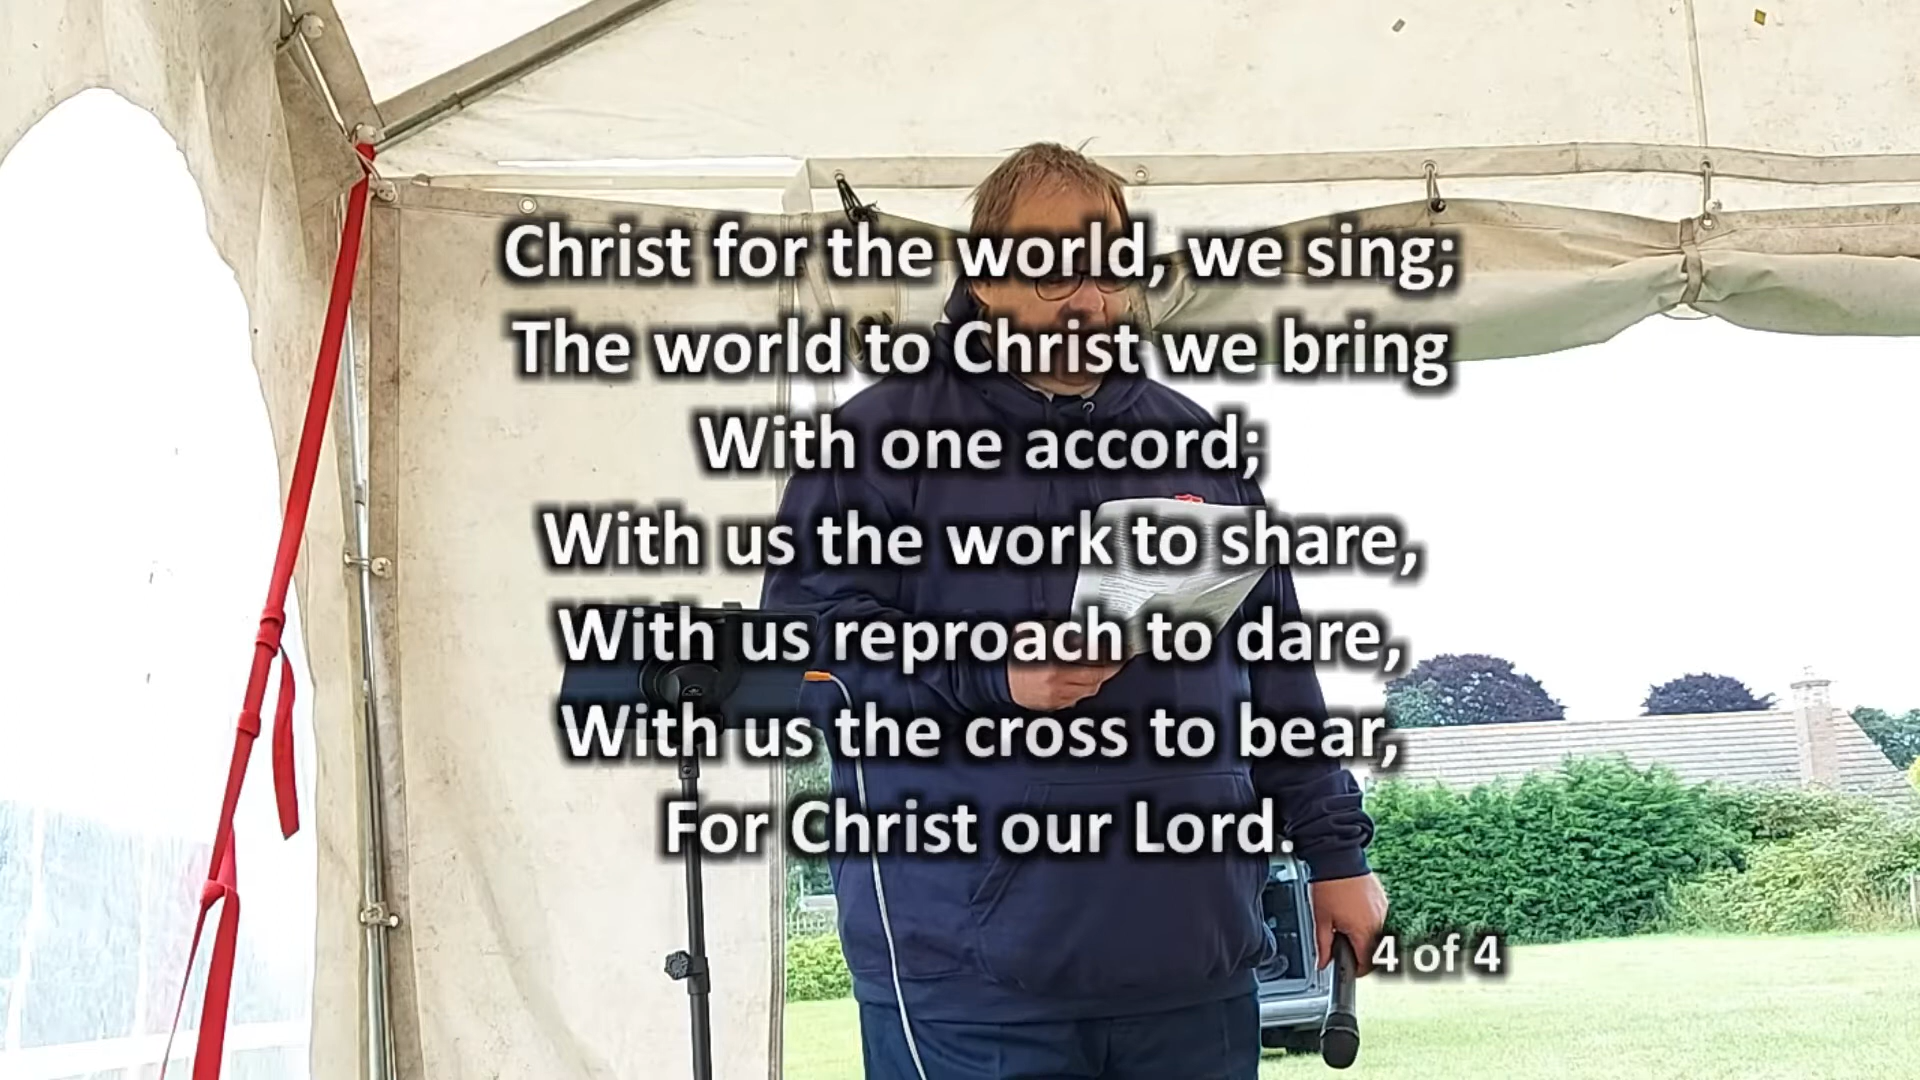 Christ for the world, we sing;
The world to Christ we bring
With one accord;
With us the work to share,
With us reproach to dare,
With us the cross to bear,
For Christ our Lord.
4 of 4